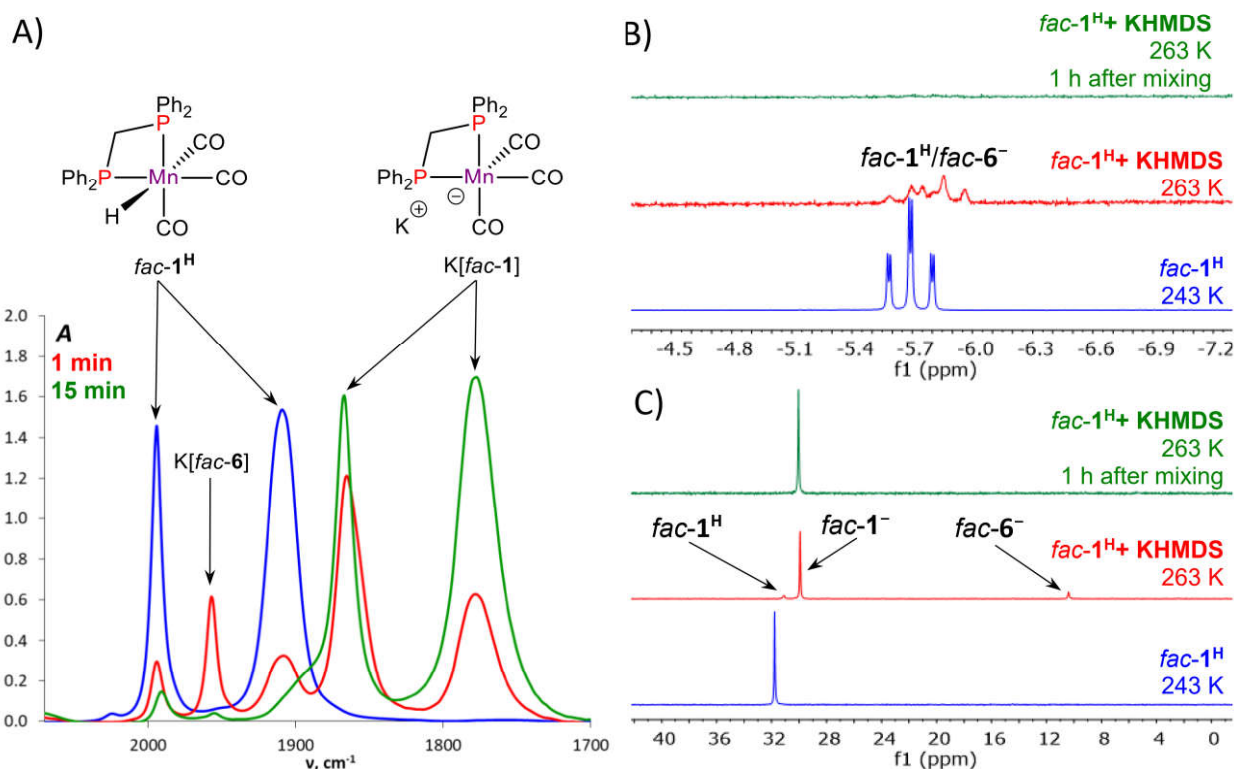 A)
Ph2
P
CO
Mn
CO
Ph2P
H
CO
fac-1H
Ph2
P
CO
Mn
CO
Ph2P
⊖
K⊕
CO
K[fac-1]
A
1 min
15 min
K[fac-6]
2.0
1.8
1.6
1.4
1.2
1.0
0.8
0.6
0.4
0.2
0.0
2000 1900 1800 1700
ν, cm-1
B)
fac-1H+ KHMDS
263 K
1 h after mixing
fac-1H/fac-6−
fac-1H+ KHMDS
263 K
fac-1H
243 K
-4.5 -4.8 -5.1 -5.4 -5.7 -6.0 -6.3 -6.6 -6.9 -7.2
f1 (ppm)
C)
fac-1H+ KHMDS
263 K
1 h after mixing
fac-1H
fac-1−
fac-6−
fac-1H+ KHMDS
263 K
fac-1H
243 K
40 36 32 28 24 20 16 12 8 4 0
f1 (ppm)